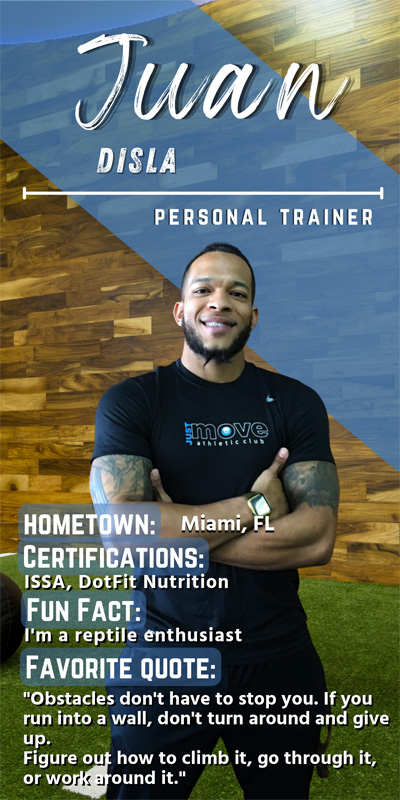 Juan
DISLA
PERSONAL TRAINER
JUST move
athletic club
HOMETOWN: Miami, FL
CERTIFICATIONS:
ISSA, DotFit Nutrition
FUN FACT:
I'm a reptile enthusiast
FAVORITE QUOTE:
"Obstacles don't have to stop you. If you
run into a wall, don't turn around and give
up.
Figure out how to climb it, go through it,
or work around it."